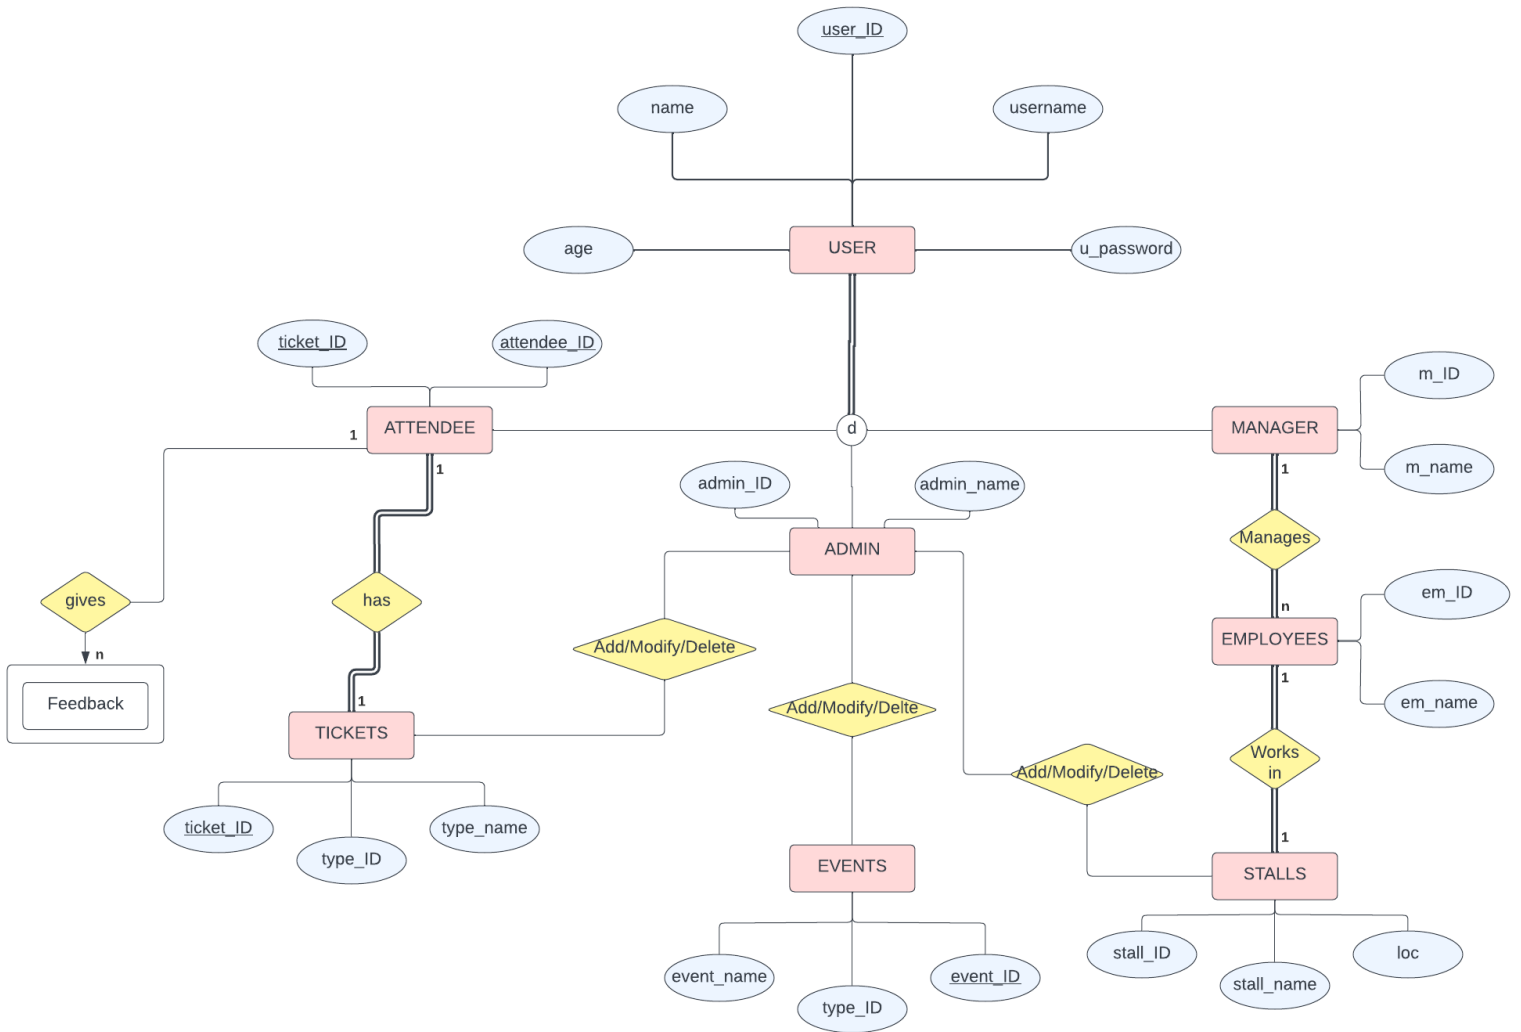 user_ID
name
username
USER
age
u_password
ticket_ID
attendee_ID
ATTENDEE
d
MANAGER
m_ID
m_name
1
1
1
admin_ID
admin_name
ADMIN
Manages
gives
has
n
em_ID
EMPLOYEES
em_name
Add/Modify/Delete
n
Feedback
1
1
TICKETS
Add/Modify/Delte
Works
in
Add/Modify/Delete
ticket_ID
type_ID
type_name
1
EVENTS
STALLS
event_name
type_ID
event_ID
stall_ID
stall_name
loc